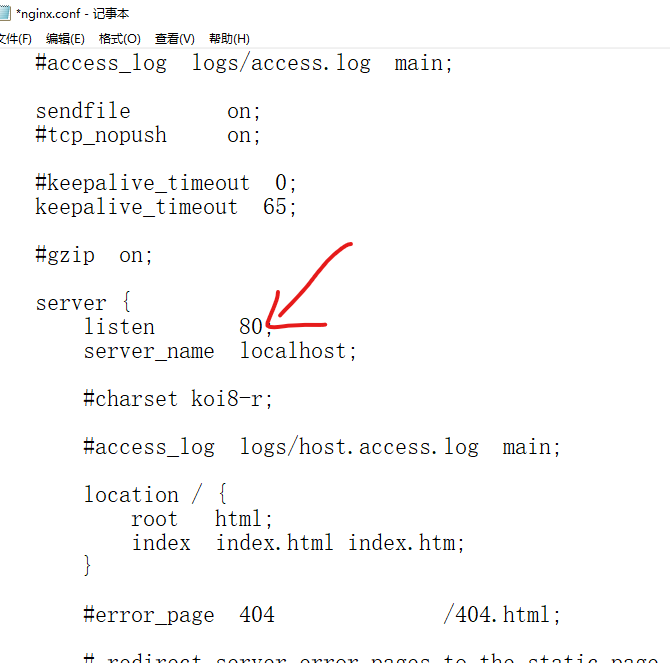 *nginx.conf - 记事本
文件(F) 编辑(E) 格式(O) 查看(V) 帮助(H)
#access_log  logs/access.log  main;
sendfile        on;
#tcp_nopush     on;
#keepalive_timeout  0;
keepalive_timeout  65;
#gzip  on;
server {
listen       80;
server_name  localhost;
#charset koi8-r;
#access_log  logs/host.access.log  main;
location / {
root   html;
index  index.html index.htm;
}
#error_page  404              /404.html;
# redirect server error pages to the static page